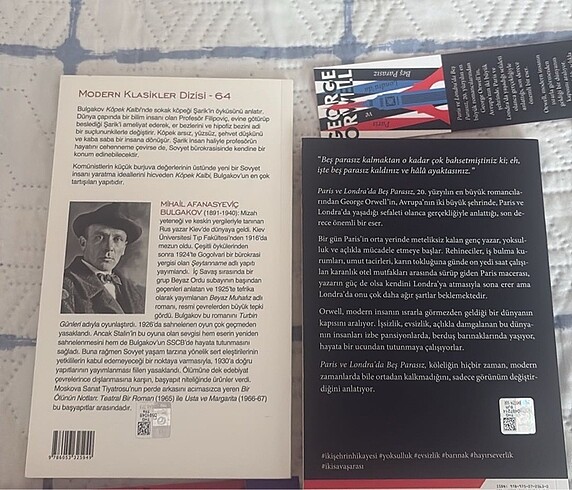 MODERN KLASİKLER DİZİSİ - 64
Bulgakov Köpek Kalbi'nde sokak köpeği Şarik'in öyküsünü anlatır.
Dünya çapında bir bilim insanı olan Filipoviç, evine götürüp
beslediği Şarik'i ameliyat ederek, er bezlerini ve hipofiz bezini adi
bir suçlununkilerle değiştirir. Köpek arsız, yüzsüz, şehvet düşkünü
ve kaba saba bir insana dönüşür. Şarik insan haliyle profesörün
hayatını cehenneme çevirse de, Sovyet bürokrasisinde kendine bir
konum edinebilecektir.
Komünistlerin küçük burjuva değerlerinin üstünde yeni bir Sovyet
insanı yaratma ideallerini hicveden Köpek Kalbi, Bulgakov'un en çok
tartışılan yapıtıdır.
MİHAİL AFANASYEVİÇ
BULGAKOV (1891-1940): Mizah
yeteneği ve keskin yergileriyle tanınan
Rus yazar Kiev'de dünyaya geldi. Kiev
Üniversitesi Tıp Fakültesi'nden 1916'da
mezun oldu. Çeşitli öykülerinden
sonra 1924'te Gogolvari bir bürokrasi
yergisi olan Şeytanname adlı yapıtı
yayımlandı. İç Savaş sırasında bir
grup Beyaz Ordu subayının başından
geçenleri anlatan ve 1925'te tefrika
olarak yayımlanan Beyaz Muhafız adlı
romanı, resmi çevrelerden büyük tepki
gördü. Bulgakov bu romanını Turbin
Günleri adıyla oyunlaştırdı. 1926'da sahnelenen oyun çok geçmeden
yasaklandı. Ancak Stalin'in bu oyuna olan sevgisi hem eserin yeniden
sahnelenmesini hem de Bulgakov'un SSCB'de hayata tutunmasını
sağladı. Buna rağmen Sovyet yaşam tarzına yönelik sert eleştirilerinin
yetkililerin kabul edemeyeceği bir noktaya varmasıyla, 1930'a doğru
yapıtlarının yayımlanması fiilen yasaklandı. Ölümüne dek edebiyat
çevrelerince dışlanmasına karşın, başyapıt niteliğinde ürünler verdi.
Moskova Sanat Tiyatrosu'nun perde arkasını acımasızca yeren Bir
Ölünün Notları: Teatral Bir Roman (1965) ile Usta ve Margarita (1966-67)
bu başyapıtlar arasındadır.
GEORGE
ORWELL
Paris
ve
Londra'da
Beş Parasız
"Beş parasız kalmaktan o kadar çok bahsetmiştiniz ki; eh,
işte beş parasız kaldınız ve hâlâ ayaktasınız."
Paris ve Londra'da Beş Parasız, 20. yüzyılın en büyük romancıla-
rından George Orwell'in, Avrupa'nın iki büyük şehrinde, Paris ve
Londra'da yaşadığı sefaleti olanca gerçekliğiyle anlattığı, son de-
rece önemli bir eser.
Bir gün Paris'in orta yerinde meteliksiz kalan genç yazar, yoksul-
luk ve açlıkla mücadele etmeye başlar. Rehineciler, iş bulma ku-
rumları, umut tacirleri, karın tokluğuna günde on yedi saat çalışı-
lan karanlık otel mutfakları arasında sürüp giden Paris macerası,
yazarın güç de olsa kendini Londra'ya atmasıyla sona erer ama
Londra'da onu çok daha ağır şartlar beklemektedir.
Orwell, modern insanın ısrarla görmezden geldiği bir dünyanın
kapısını aralıyor. İşsizlik, evsizlik, açlıkla damgalanan bu dünya-
nın insanları izbe pansiyonlarda, berduş barınaklarında yaşıyor,
hayata bir ucundan tutunmaya çalışıyorlar.
Paris ve Londra'da Beş Parasız, köleliğin hiçbir zaman, modern
zamanlarda bile ortadan kalkmadığını, sadece görünüm değiştir-
diğini anlatıyor.
#ikişehrinhikayesi #yoksulluk #evsizlik #barınak #hayırseverlik
#ikisavaşarası